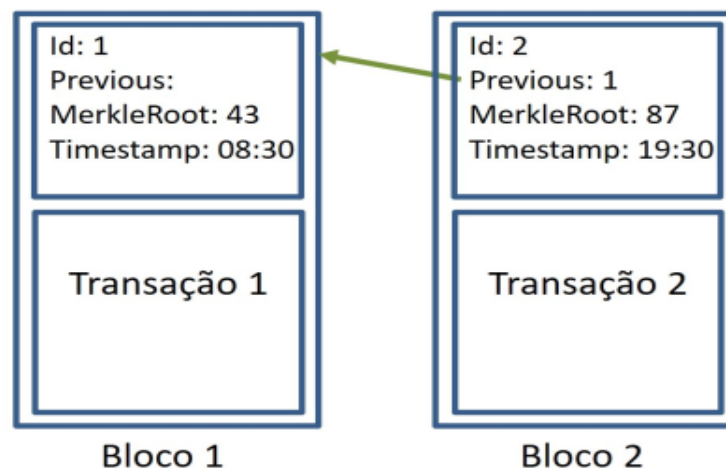 Id: 1
Previous:
MerkleRoot: 43
Timestamp: 08:30
Transação 1
Bloco 1
Id: 2
Previous: 1
MerkleRoot: 87
Timestamp: 19:30
Transação 2
Bloco 2